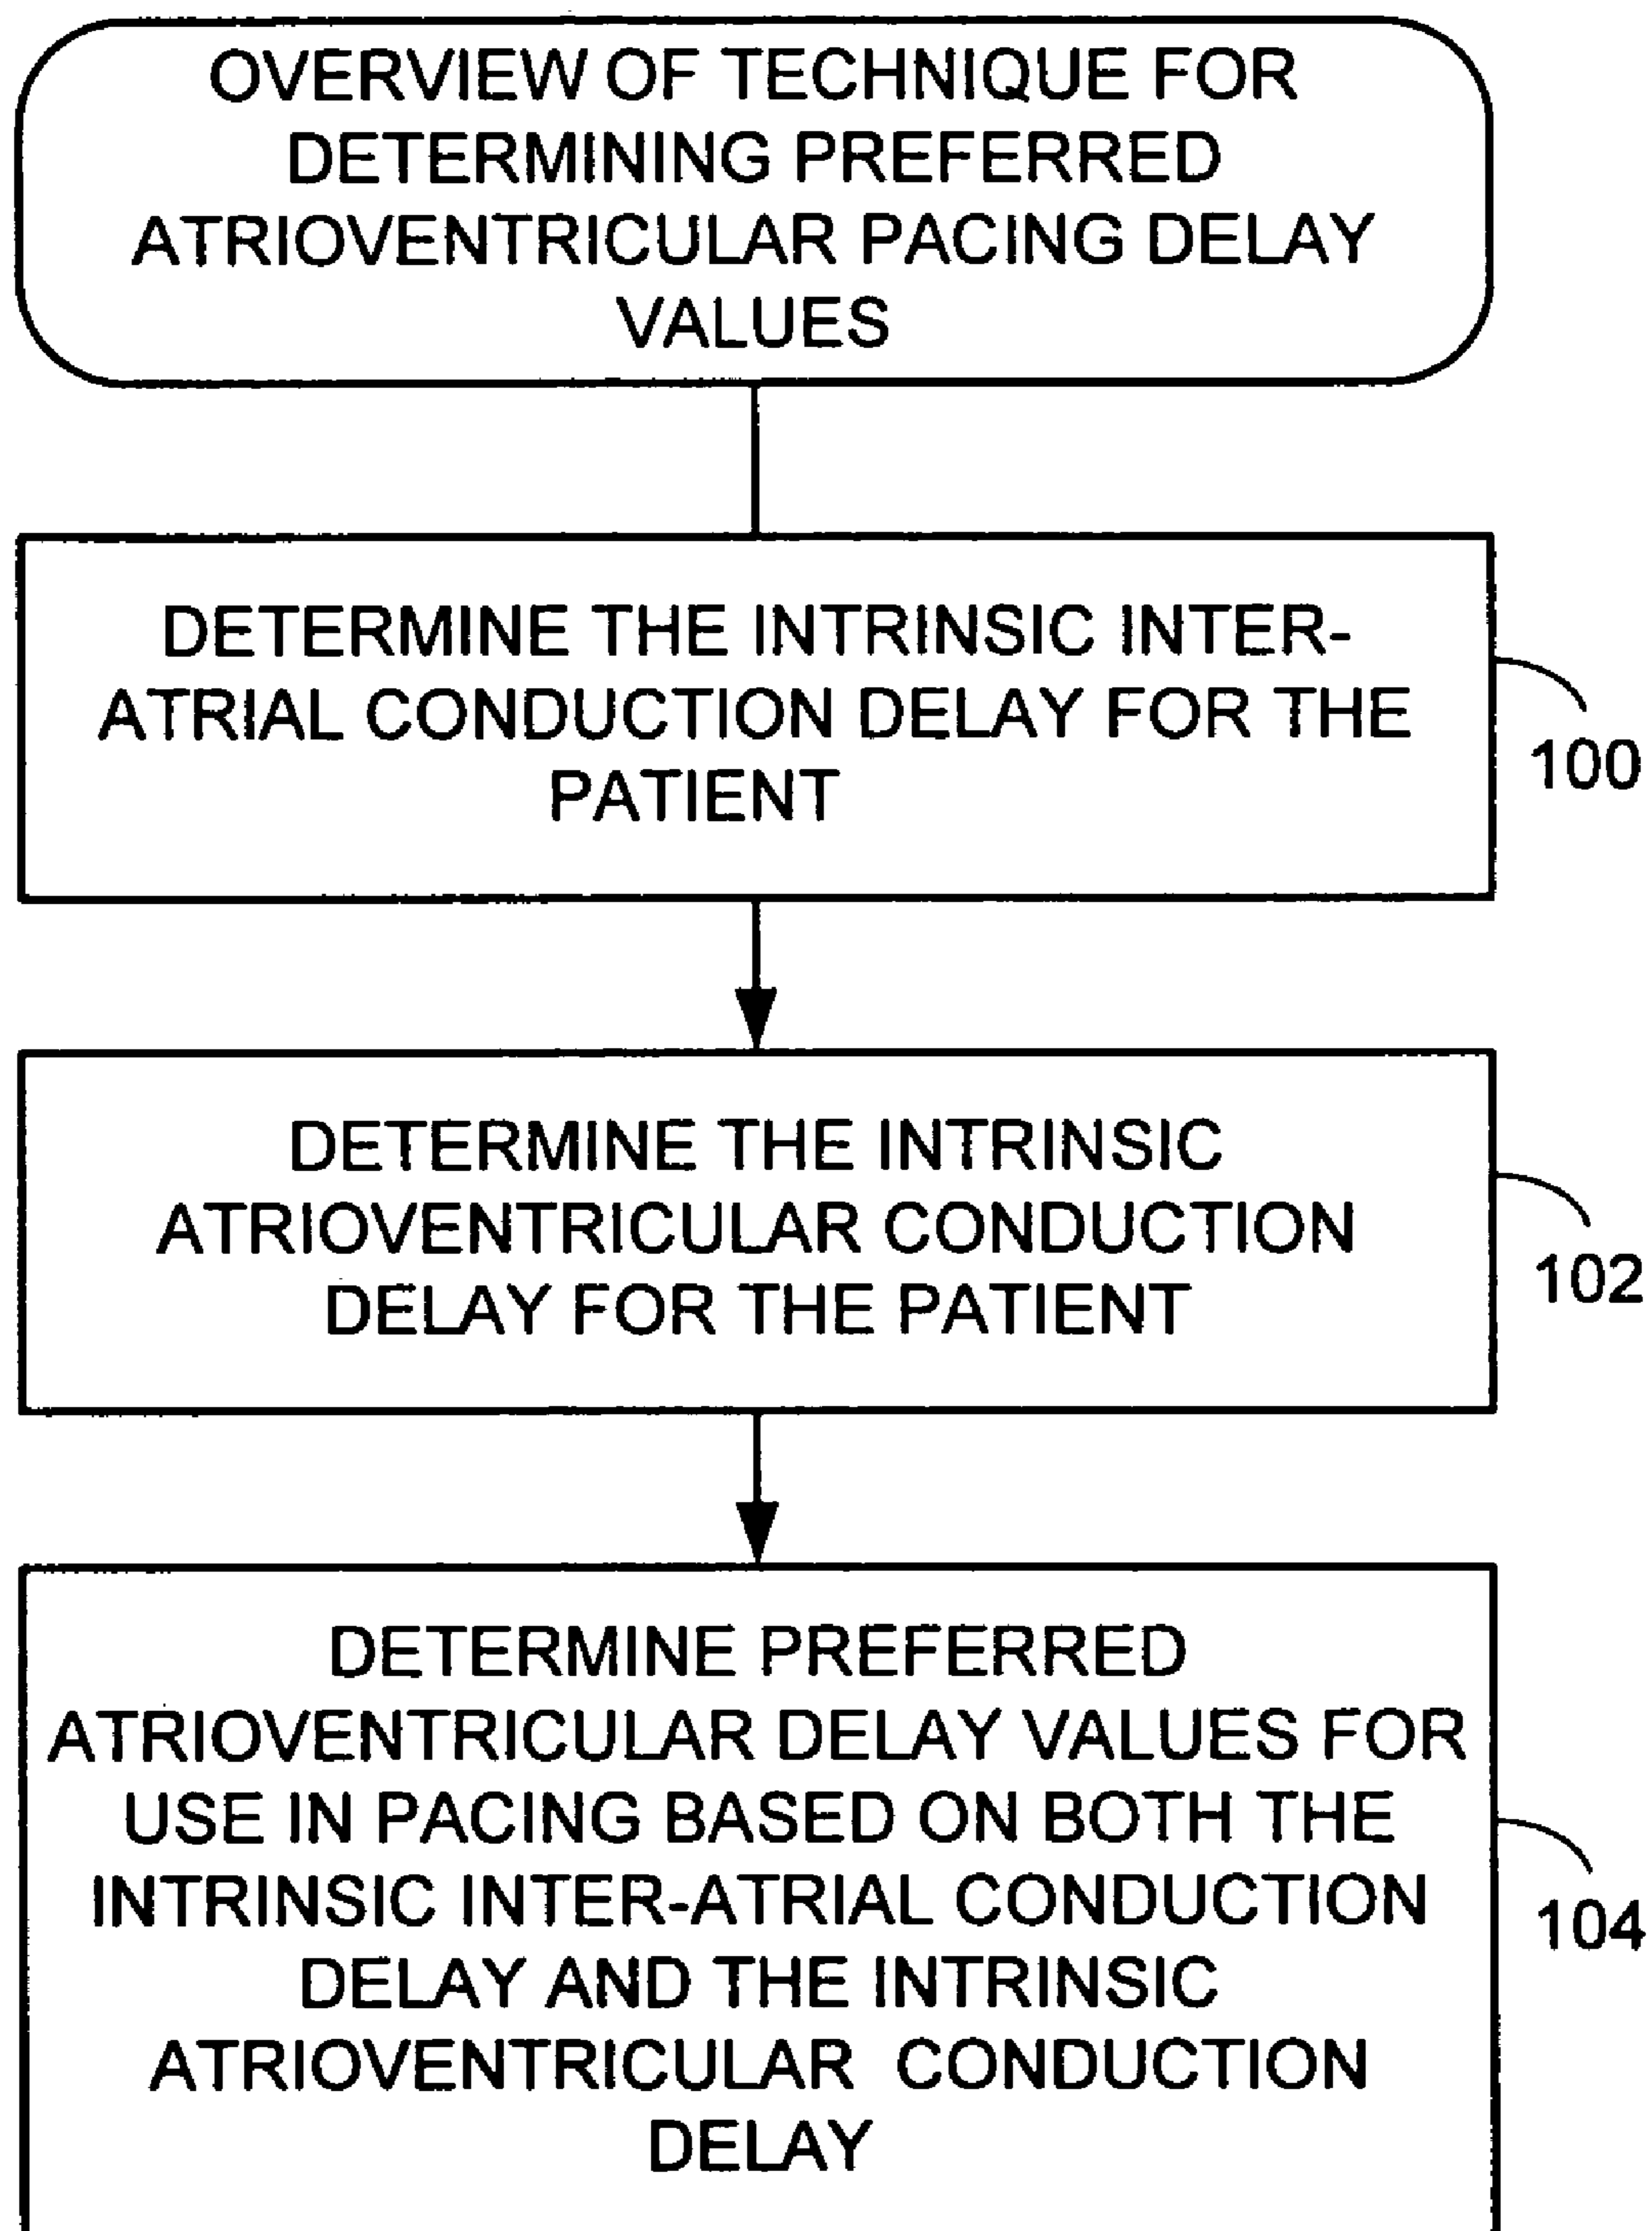 OVERVIEW OF TECHNIQUE FOR
DETERMINING PREFERRED
ATRIOVENTRICULAR PACING DELAY
VALUES
DETERMINE THE INTRINSIC INTER-
ATRIAL CONDUCTION DELAY FOR THE
PATIENT
100
DETERMINE THE INTRINSIC
ATRIOVENTRICULAR CONDUCTION
DELAY FOR THE PATIENT
102
DETERMINE PREFERRED
ATRIOVENTRICULAR DELAY VALUES FOR
USE IN PACING BASED ON BOTH THE
INTRINSIC INTER-ATRIAL CONDUCTION
DELAY AND THE INTRINSIC
ATRIOVENTRICULAR CONDUCTION
DELAY
104